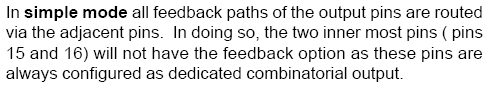 In simple mode all feedback paths of the output pins are routed
via the adjacent pins. In doing so, the two inner most pins ( pins
15 and 16) will not have the feedback option as these pins are
always configured as dedicated combinatorial output.